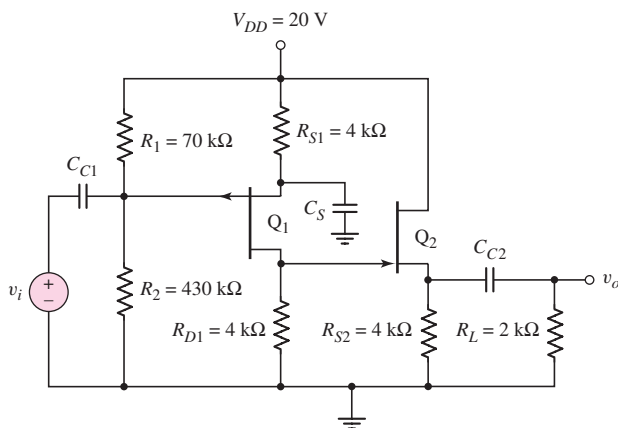 V_DD = 20 V
R_1 = 70 kΩ
R_S1 = 4 kΩ
C_C1
C_S
Q_1
Q_2
C_C2
v_o
+
−
v_i
R_2 = 430 kΩ
R_D1 = 4 kΩ
R_S2 = 4 kΩ
R_L = 2 kΩ